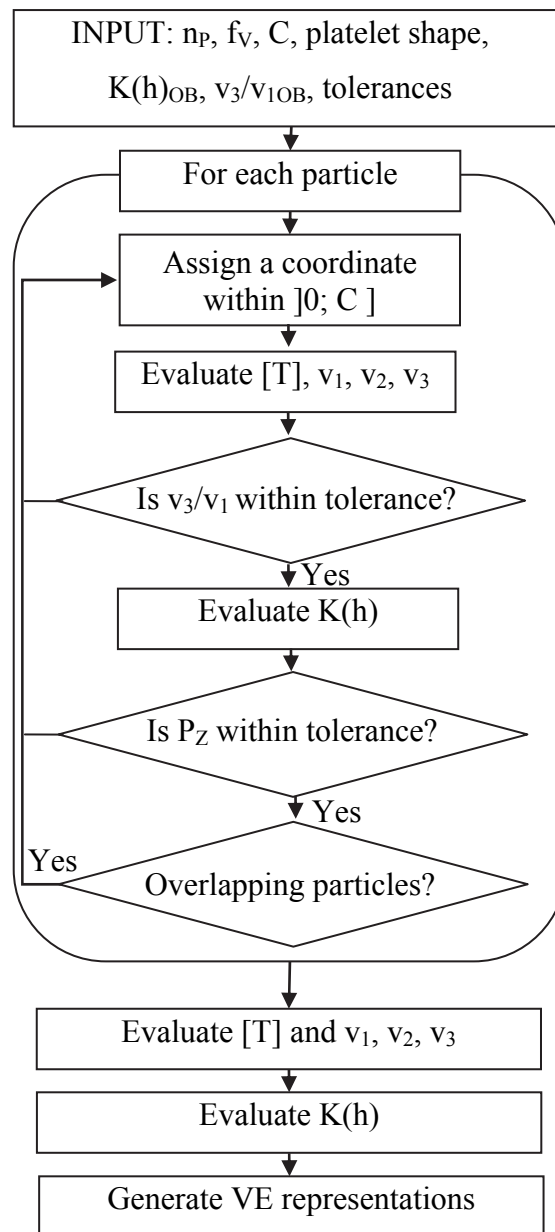 INPUT: nP, fV, C, platelet shape,
K(h)OB, v3/v1OB, tolerances
For each particle
Assign a coordinate
within ]0; C ]
Evaluate [T], v1, v2, v3
Is v3/v1 within tolerance?
Yes
Evaluate K(h)
Is PZ within tolerance?
Yes
Yes
Overlapping particles?
Evaluate [T] and v1, v2, v3
Evaluate K(h)
Generate VE representations